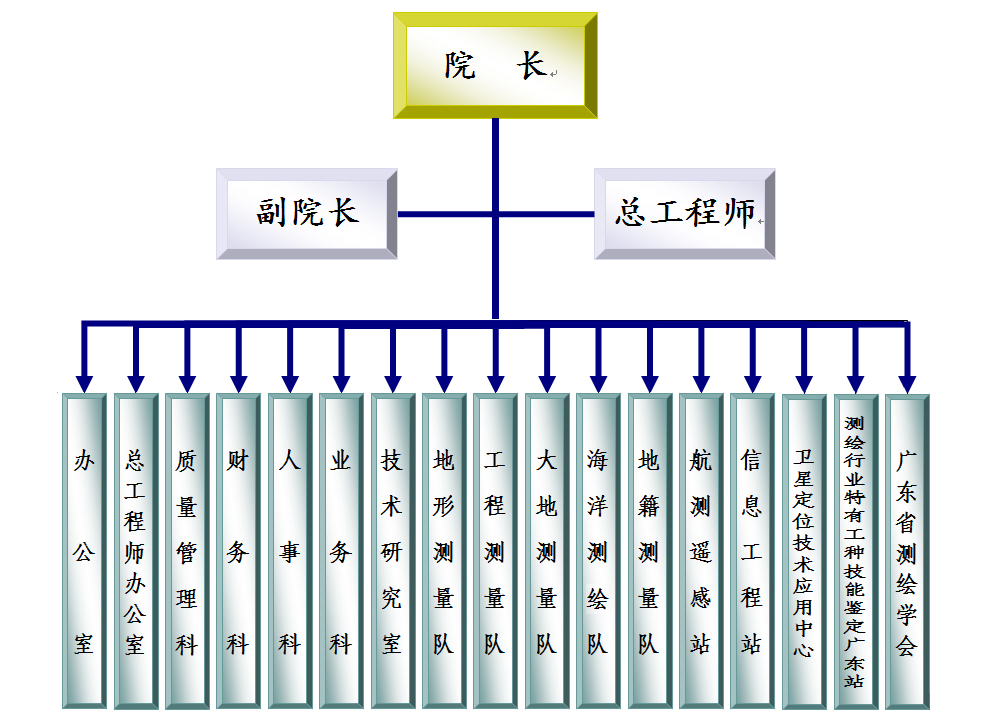 院 长
副院长
总工程师
办公室
总工程师办公室
质量管理科
财务科
人事科
业务科
技术研究室
地形测量队
工程测量队
大地测量队
海洋测绘队
地籍测量队
航测遥感站
信息工程站
卫星定位技术应用中心
测绘行业特有工种技能鉴定广东站
广东省测绘学会